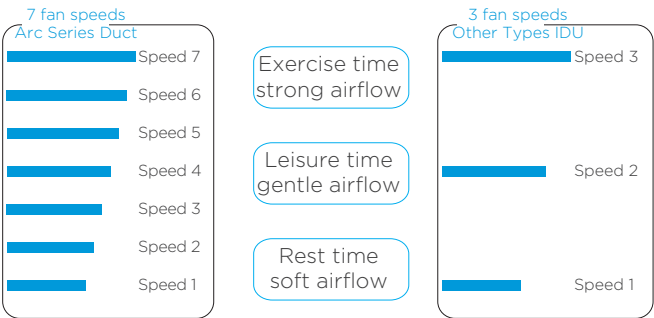 7 fan speeds
Arc Series Duct
Speed 7
Speed 6
Speed 5
Speed 4
Speed 3
Speed 2
Speed 1
Exercise time
strong airflow
Leisure time
gentle airflow
Rest time
soft airflow
3 fan speeds
Other Types IDU
Speed 3
Speed 2
Speed 1